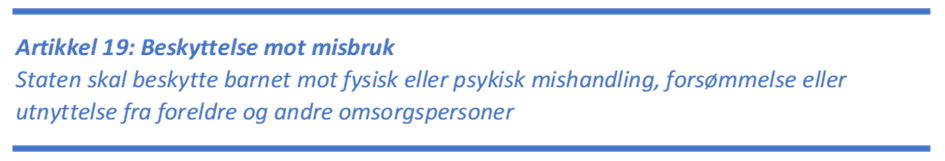 Artikkel 19: Beskyttelse mot misbruk
Staten skal beskytte barnet mot fysisk eller psykisk mishandling, forsømmelse eller
utnyttelse fra foreldre og andre omsorgspersoner